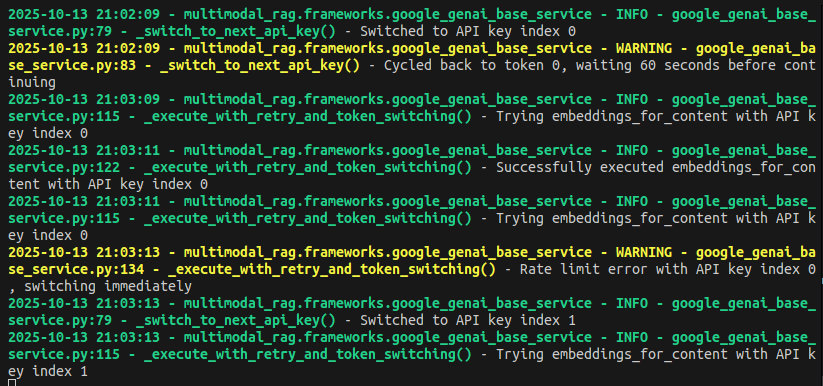 2025-10-13 21:02:09 - multimodal_rag.frameworks.google_genai_base_service - INFO - google_genai_base_
service.py:79 - _switch_to_next_api_key() - Switched to API key index 0
2025-10-13 21:02:09 - multimodal_rag.frameworks.google_genai_base_service - WARNING - google_genai_ba
se_service.py:83 - _switch_to_next_api_key() - Cycled back to token 0, waiting 60 seconds before cont
inuing
2025-10-13 21:03:09 - multimodal_rag.frameworks.google_genai_base_service - INFO - google_genai_base_
service.py:115 - _execute_with_retry_and_token_switching() - Trying embeddings_for_content with API k
ey index 0
2025-10-13 21:03:11 - multimodal_rag.frameworks.google_genai_base_service - INFO - google_genai_base_
service.py:122 - _execute_with_retry_and_token_switching() - Successfully executed embeddings_for_con
tent with API key index 0
2025-10-13 21:03:11 - multimodal_rag.frameworks.google_genai_base_service - INFO - google_genai_base_
service.py:115 - _execute_with_retry_and_token_switching() - Trying embeddings_for_content with API k
ey index 0
2025-10-13 21:03:13 - multimodal_rag.frameworks.google_genai_base_service - WARNING - google_genai_ba
se_service.py:134 - _execute_with_retry_and_token_switching() - Rate limit error with API key index 0
, switching immediately
2025-10-13 21:03:13 - multimodal_rag.frameworks.google_genai_base_service - INFO - google_genai_base_
service.py:79 - _switch_to_next_api_key() - Switched to API key index 1
2025-10-13 21:03:13 - multimodal_rag.frameworks.google_genai_base_service - INFO - google_genai_base_
service.py:115 - _execute_with_retry_and_token_switching() - Trying embeddings_for_content with API k
ey index 1